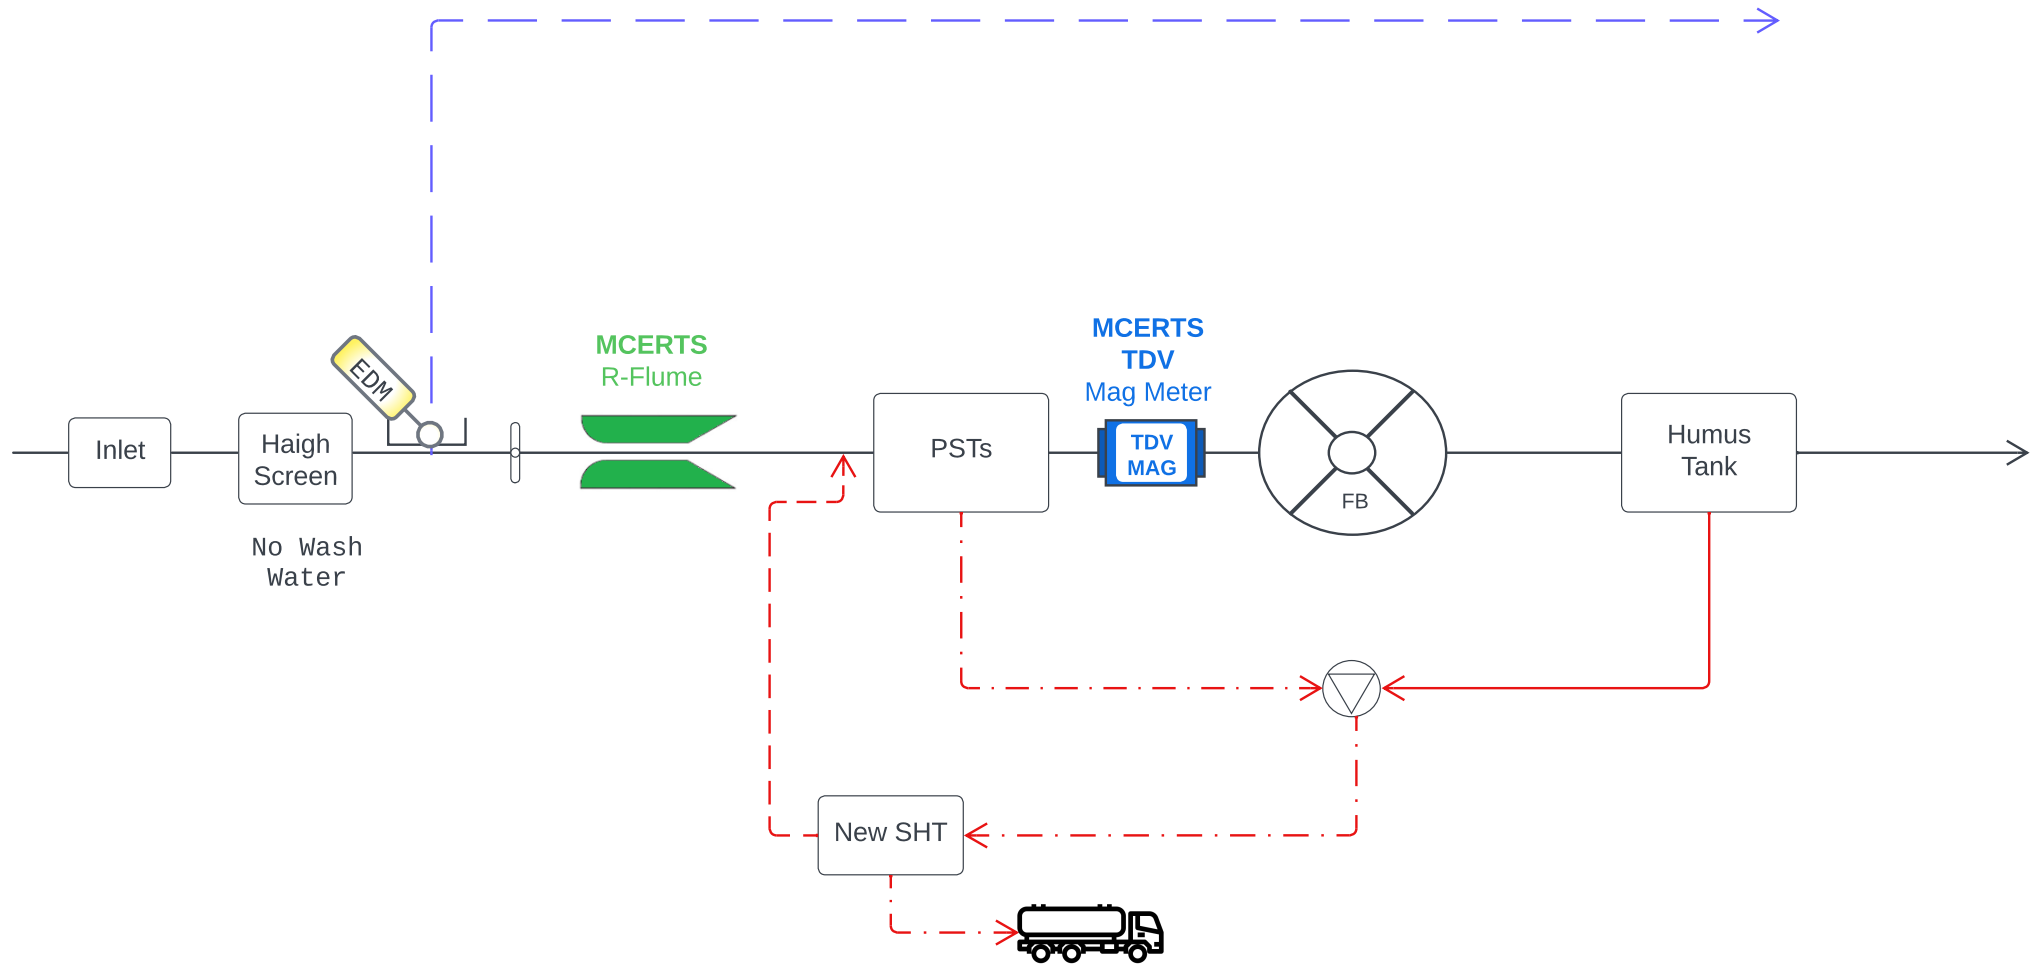 MCERTS
TDV
Mag Meter
MCERTS
R-Flume
EDM
Inlet
Haigh
Screen
PSTs
TDV
MAG
FB
Humus
Tank
No Wash
Water
New SHT